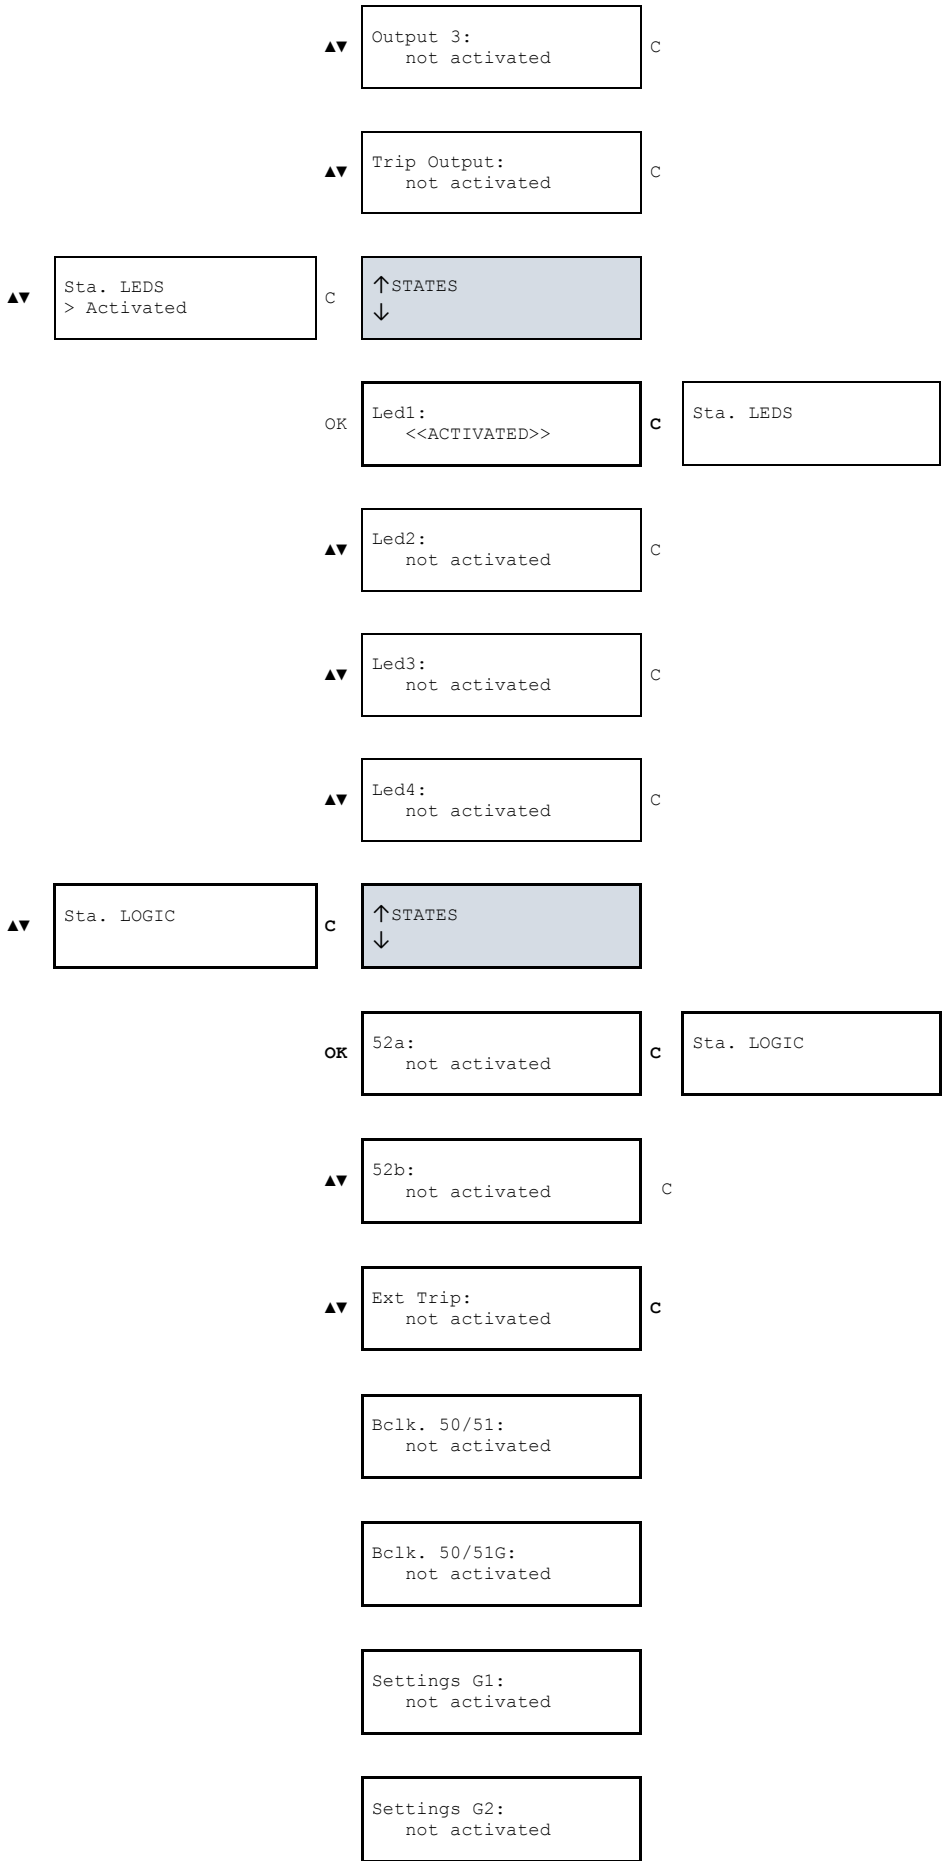 ▲▼ Output 3: C
not activated
▲▼ Trip Output: C
not activated
▲▼ Sta. LEDS C ↑STATES
> Activated ↓
OK Led1: C Sta. LEDS
<<ACTIVATED>>
▲▼ Led2: C
not activated
▲▼ Led3: C
not activated
▲▼ Led4: C
not activated
▲▼ Sta. LOGIC C ↑STATES
↓
OK 52a: C Sta. LOGIC
not activated
▲▼ 52b: C
not activated
▲▼ Ext Trip: C
not activated
Bclk. 50/51:
not activated
Bclk. 50/51G:
not activated
Settings G1:
not activated
Settings G2:
not activated